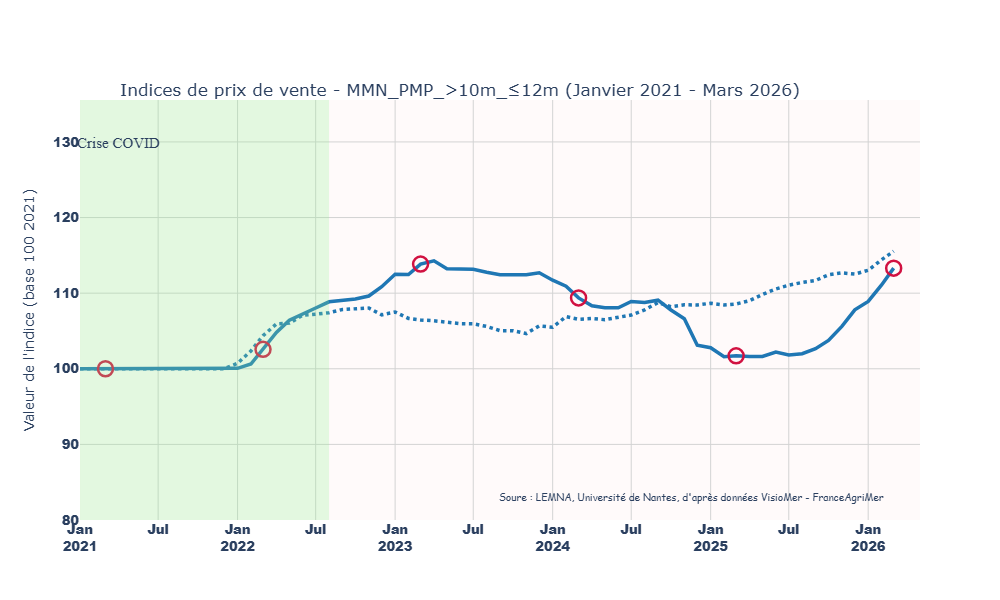 Indices de prix de vente - MMN_PMP_>10m_≤12m (Janvier 2021 - Mars 2026)
Crise COVID
Valeur de l'indice (base 100 2021)
130
120
110
100
90
80
Soure : LEMNA, Université de Nantes, d'après données VisioMer - FranceAgriMer
Jan Jul Jan Jul Jan Jul Jan Jul Jan Jul Jan
2021 2022 2023 2024 2025 2026